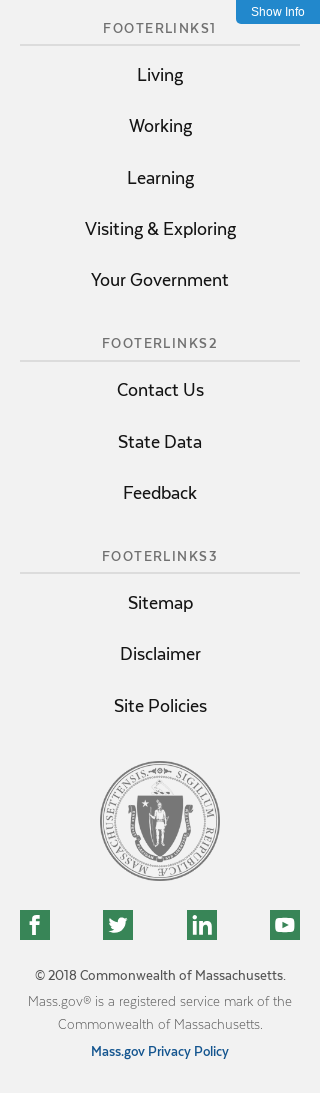 Show Info
FOOTERLINKS1
Living
Working
Learning
Visiting & Exploring
Your Government
FOOTERLINKS2
Contact Us
State Data
Feedback
FOOTERLINKS3
Sitemap
Disclaimer
Site Policies
SIGILLUM REIPUBLICÆ MASSACHUSETTENSIS.
© 2018 Commonwealth of Massachusetts.
Mass.gov® is a registered service mark of the
Commonwealth of Massachusetts.
Mass.gov Privacy Policy